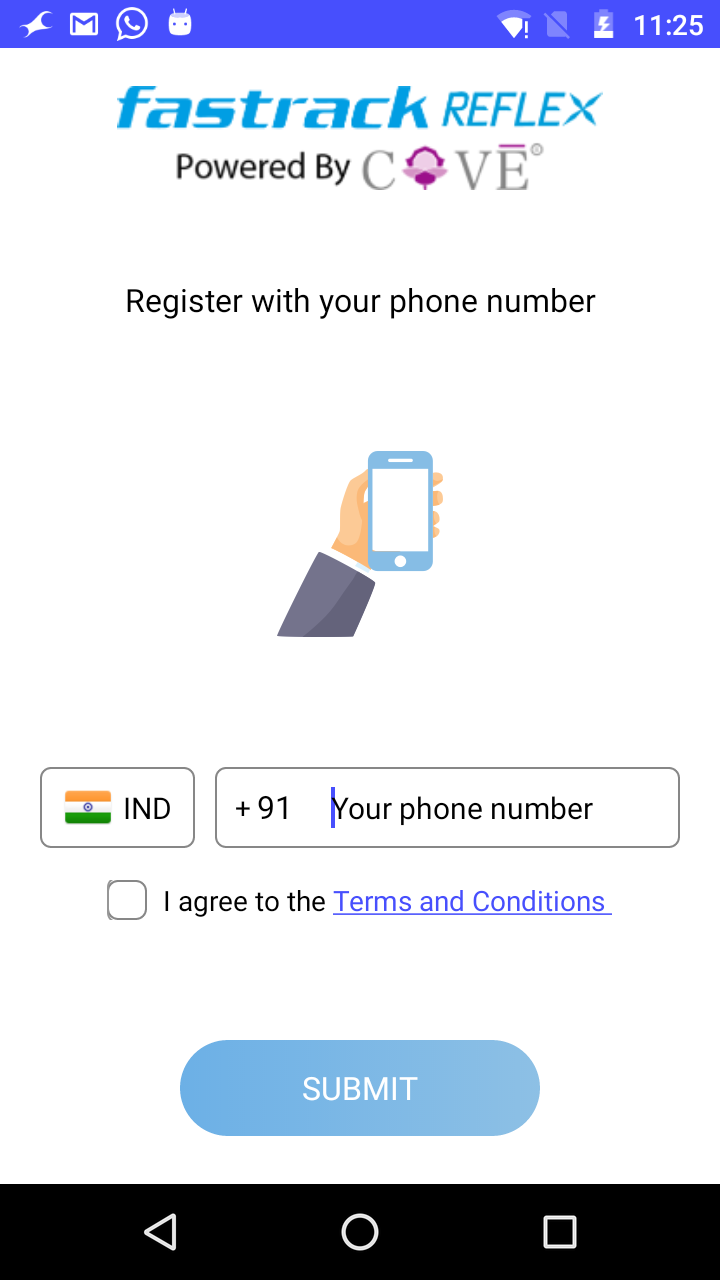 11:25
fastrack REFLEX
Powered By COVĒ®
Register with your phone number
IND +91 Your phone number
I agree to the Terms and Conditions
SUBMIT